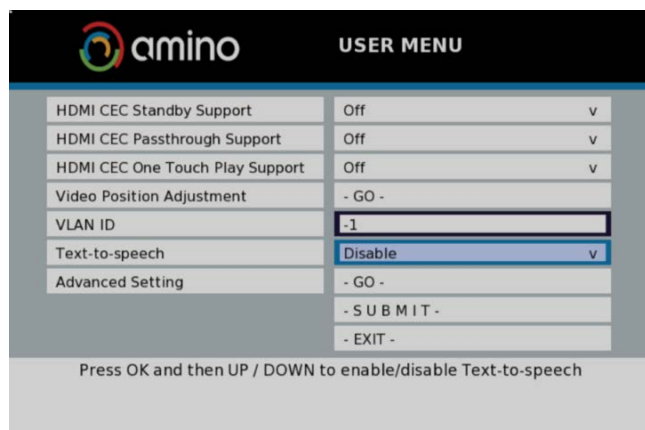 amino USER MENU
HDMI CEC Standby Support Off v
HDMI CEC Passthrough Support Off v
HDMI CEC One Touch Play Support Off v
Video Position Adjustment - GO -
VLAN ID -1
Text-to-speech Disable v
Advanced Setting - GO -
- S U B M I T -
- EXIT -
Press OK and then UP / DOWN to enable/disable Text-to-speech